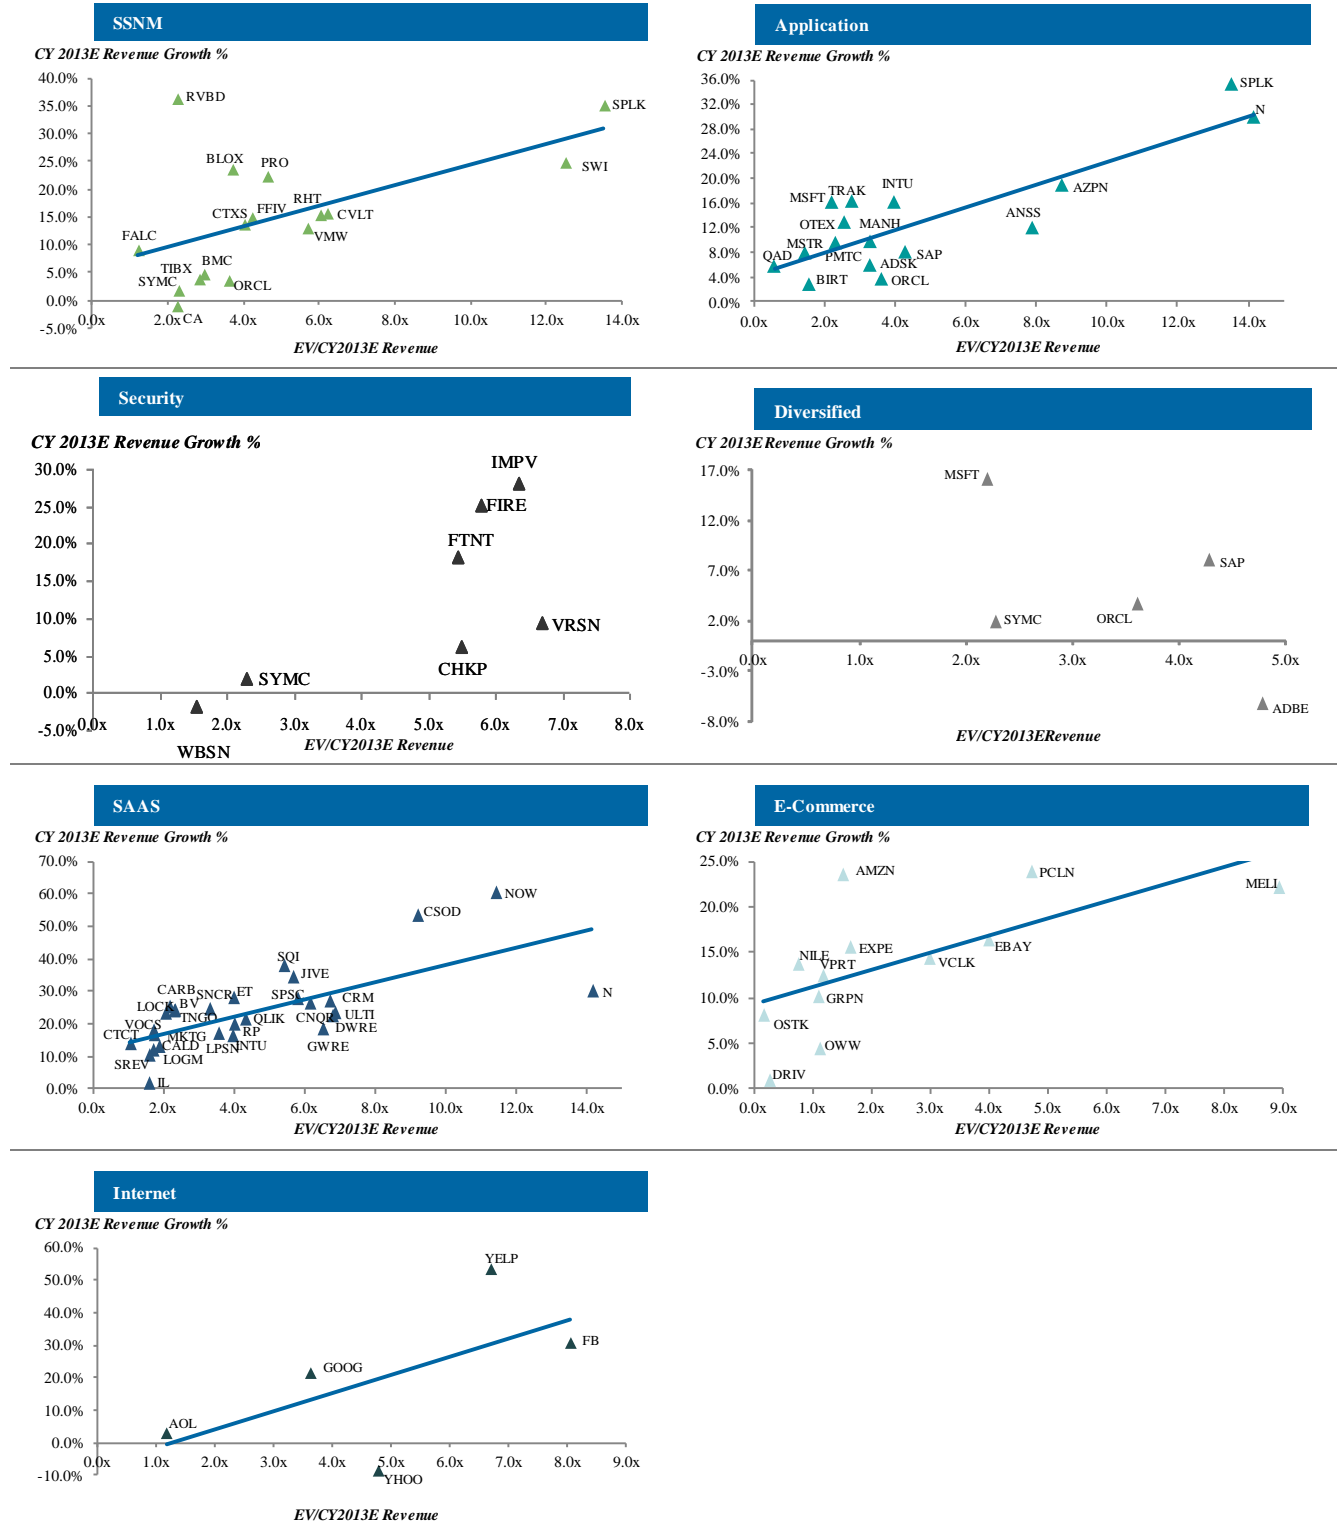 SSNM
CY 2013E Revenue Growth %
40.0%
35.0%
30.0%
25.0%
20.0%
15.0%
10.0%
5.0%
0.0%
-5.0%
RVBD
SPLK
BLOX
PRO
SWI
RHT
CTXS
FFIV
CVLT
VMW
FALC
BMC
TIBX
SYMC
ORCL
CA
0.0x 2.0x 4.0x 6.0x 8.0x 10.0x 12.0x 14.0x
EV/CY2013E Revenue
Application
CY 2013E Revenue Growth %
36.0%
32.0%
28.0%
24.0%
20.0%
16.0%
12.0%
8.0%
4.0%
0.0%
SPLK
N
AZPN
INTU
TRAK
MSFT
ANSS
OTEX
MANH
MSTR
QAD
PMTC
SAP
ADSK
BIRT
ORCL
0.0x 2.0x 4.0x 6.0x 8.0x 10.0x 12.0x 14.0x
EV/CY2013E Revenue
Security
CY 2013E Revenue Growth %
30.0%
25.0%
20.0%
15.0%
10.0%
5.0%
0.0%
-5.0%
IMPV
FIRE
FTNT
VRSN
CHKP
SYMC
WBSN
0.0x 1.0x 2.0x 3.0x 4.0x 5.0x 6.0x 7.0x 8.0x
EV/CY2013E Revenue
Diversified
CY 2013E Revenue Growth %
17.0%
12.0%
7.0%
2.0%
-3.0%
-8.0%
MSFT
SAP
SYMC
ORCL
ADBE
0.0x 1.0x 2.0x 3.0x 4.0x 5.0x
EV/CY2013ERevenue
SAAS
CY 2013E Revenue Growth %
70.0%
60.0%
50.0%
40.0%
30.0%
20.0%
10.0%
0.0%
NOW
CSOD
SQI
JIVE
N
CARB
SNCR
ET
SPSC
CRM
LOCK
BV
TNGO
QLIK
CNQR
ULTI
VOCS
RP
DWRE
CTCT
MKTG
CALD
LPSN
INTU
GWRE
SREV
LOGM
IL
0.0x 2.0x 4.0x 6.0x 8.0x 10.0x 12.0x 14.0x
EV/CY2013E Revenue
E-Commerce
CY 2013E Revenue Growth %
25.0%
20.0%
15.0%
10.0%
5.0%
0.0%
AMZN
PCLN
MELI
EXPE
EBAY
NILE
VPRT
VCLK
GRPN
OSTK
OWW
DRIV
0.0x 1.0x 2.0x 3.0x 4.0x 5.0x 6.0x 7.0x 8.0x 9.0x
EV/CY2013E Revenue
Internet
CY 2013E Revenue Growth %
60.0%
50.0%
40.0%
30.0%
20.0%
10.0%
0.0%
-10.0%
YELP
FB
GOOG
AOL
YHOO
0.0x 1.0x 2.0x 3.0x 4.0x 5.0x 6.0x 7.0x 8.0x 9.0x
EV/CY2013E Revenue